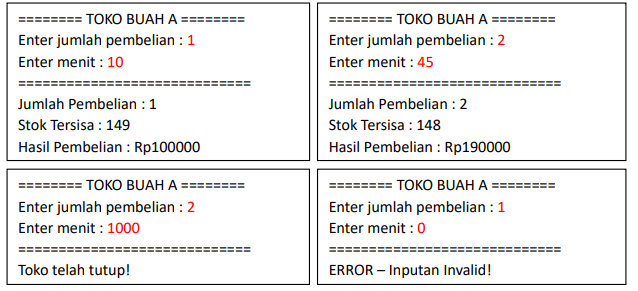 ======== TOKO BUAH A ========
Enter jumlah pembelian : 1
Enter menit : 10
=============================
Jumlah Pembelian : 1
Stok Tersisa : 149
Hasil Pembelian : Rp100000
======== TOKO BUAH A ========
Enter jumlah pembelian : 2
Enter menit : 45
=============================
Jumlah Pembelian : 2
Stok Tersisa : 148
Hasil Pembelian : Rp190000
======== TOKO BUAH A ========
Enter jumlah pembelian : 2
Enter menit : 1000
=============================
Toko telah tutup!
======== TOKO BUAH A ========
Enter jumlah pembelian : 1
Enter menit : 0
=============================
ERROR – Inputan Invalid!